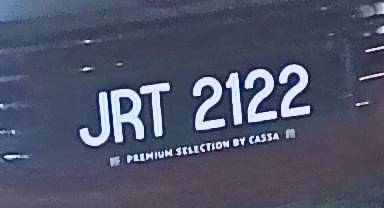 JRT 2122
PREMIUM SELECTION BY CASSA